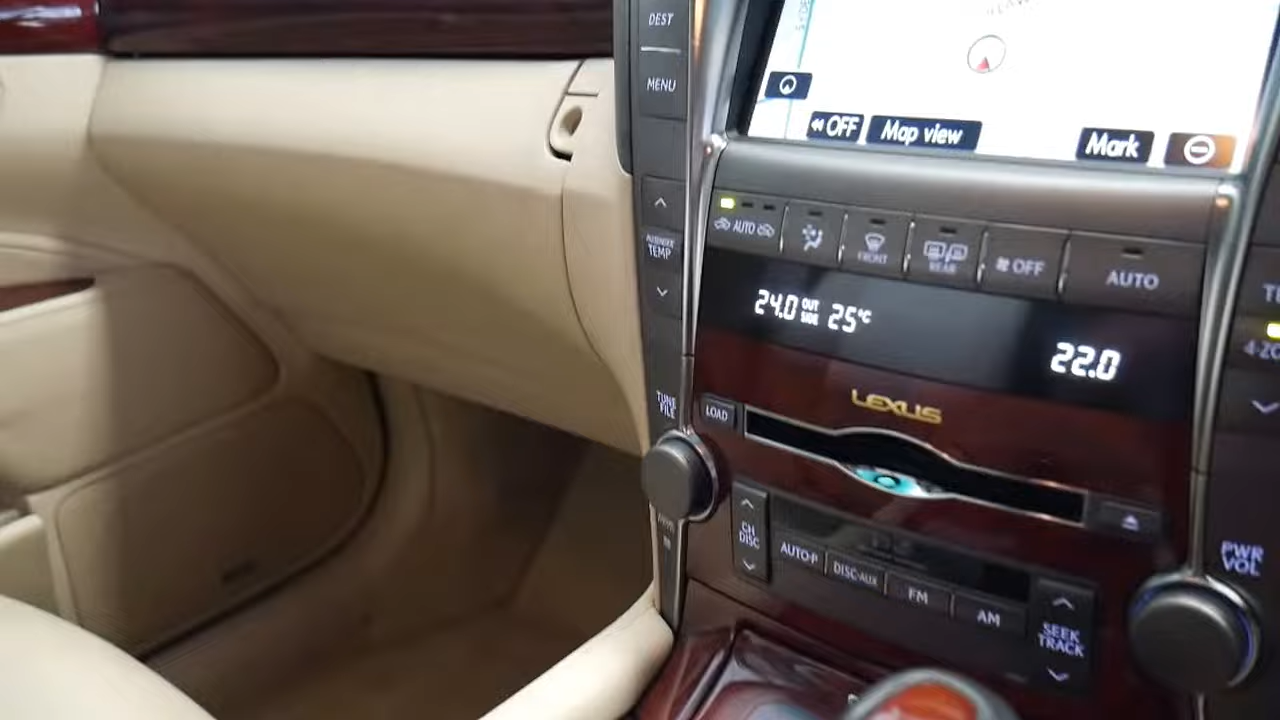 DEST
MENU
OFF
Map view
Mark
AUTO
FRONT
REAR
OFF
AUTO
PASSENGER
TEMP
24.0 OUT SIDE 25°C
22.0
LEXUS
TUNE
FILE
LOAD
CH
DISC
AUTO-P
DISC·AUX
FM
AM
SEEK
TRACK
PWR
VOL